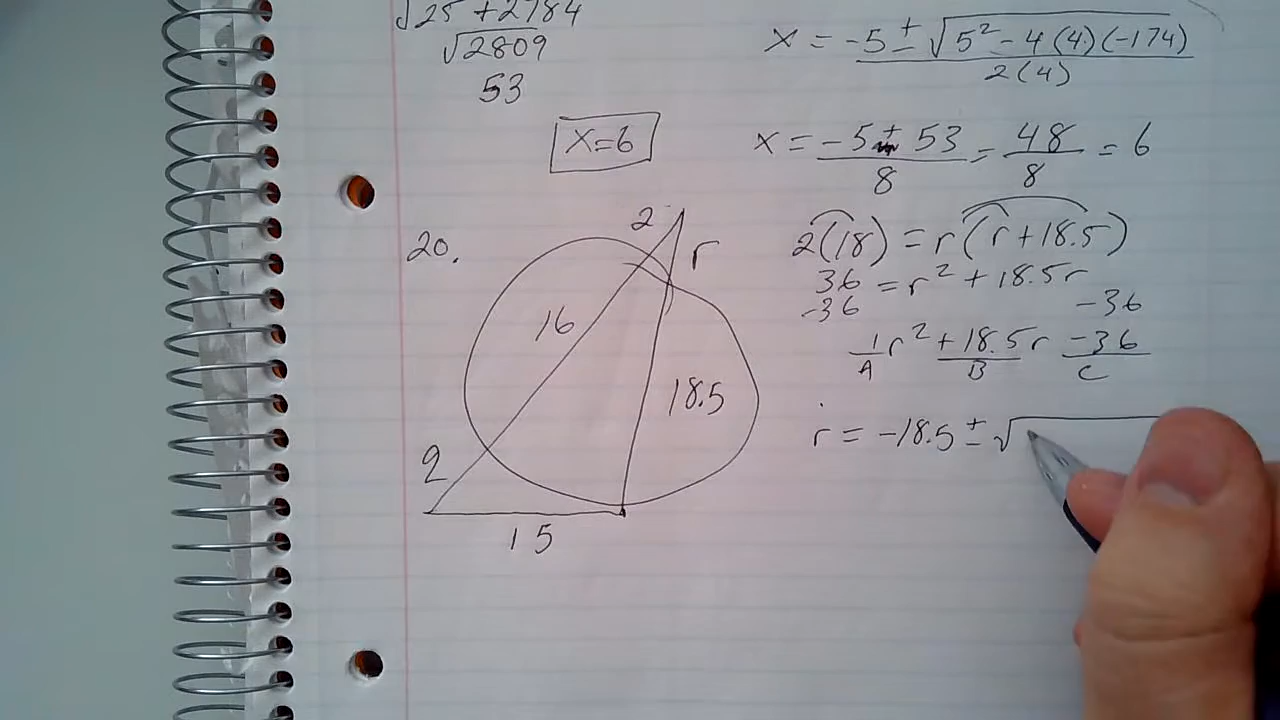 √25 + 2784
√2809
53
x = -5 ± √5² - 4(4)(-174)
2(4)
x=6
x = -5 ± 53 = 48 = 6
8 8
20.
2
r
16
18.5
9
15
2(18) = r(r + 18.5)
36 = r² + 18.5r
-36 -36
1r² + 18.5r - 36
A B C
r = -18.5 ± √